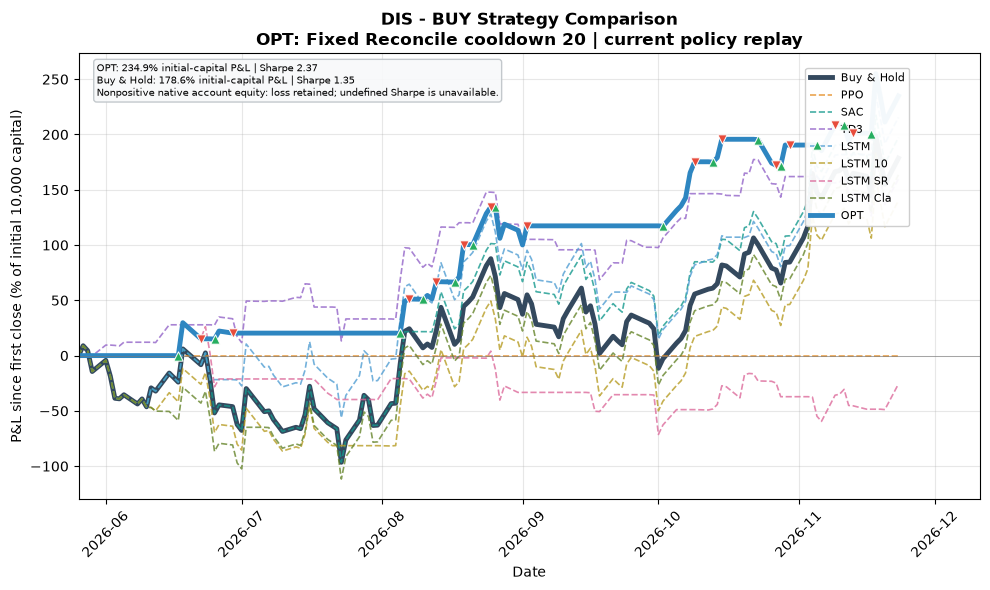 DIS - BUY Strategy Comparison
OPT: Fixed Reconcile cooldown 20 | current policy replay
OPT: 234.9% initial-capital P&L | Sharpe 2.37
Buy & Hold: 178.6% initial-capital P&L | Sharpe 1.35
Nonpositive native account equity: loss retained; undefined Sharpe is unavailable.
Buy & Hold
PPO
SAC
TD3
LSTM
LSTM 10
LSTM SR
LSTM Cla
OPT
P&L since first close (% of initial 10,000 capital)
250
200
150
100
50
0
−50
−100
2026-06
2026-07
2026-08
2026-09
2026-10
2026-11
2026-12
Date